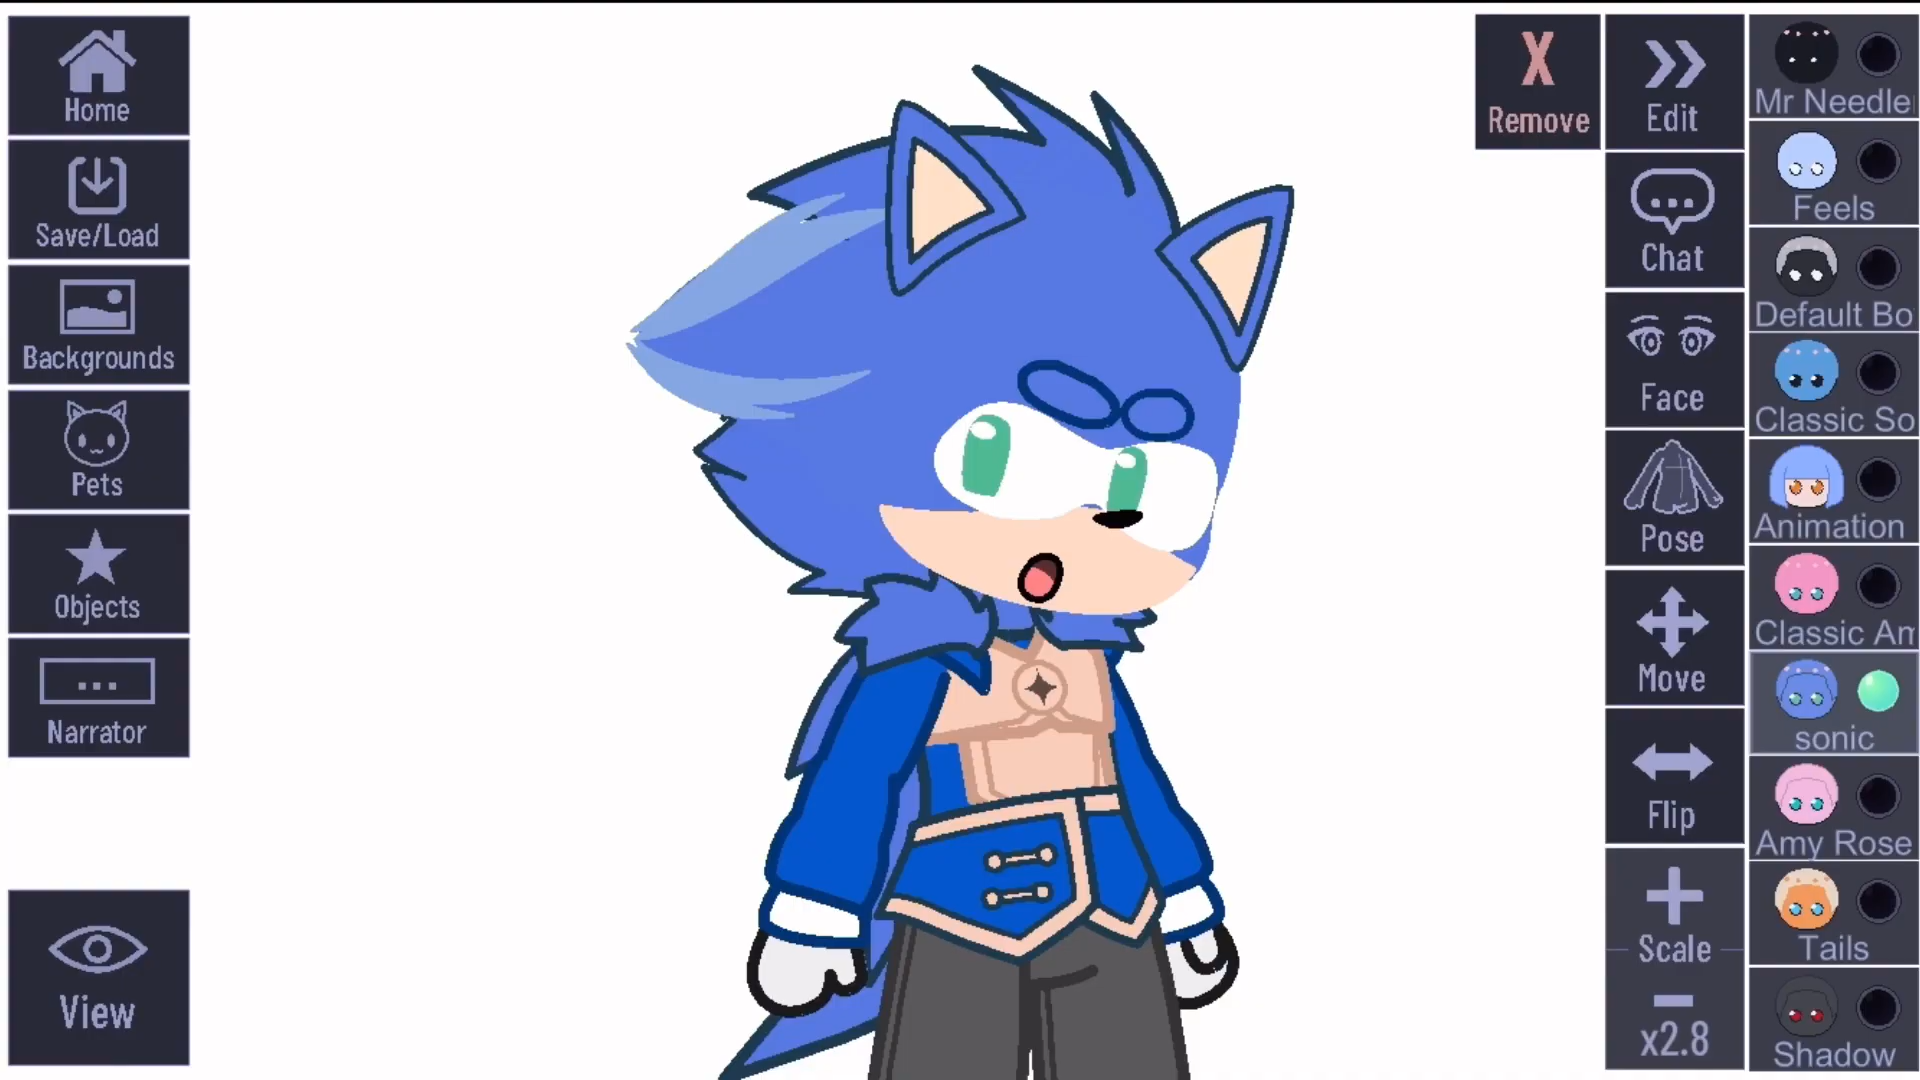 Home
Save/Load
Backgrounds
Pets
Objects
...
Narrator
View
X
Remove
Edit
...
Chat
Face
Pose
Move
Flip
Scale
x2.8
Mr Needle
Feels
Default Bo
Classic So
Animation
Classic Am
sonic
Amy Rose
Tails
Shadow